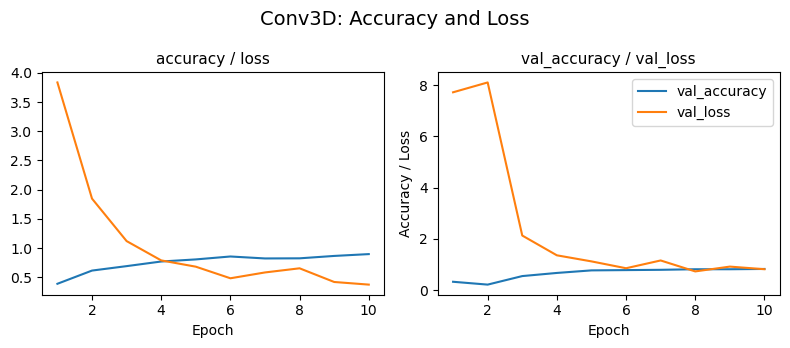 Conv3D: Accuracy and Loss
accuracy / loss
4.0
3.5
3.0
2.5
2.0
1.5
1.0
0.5
2 4 6 8 10
Epoch
val_accuracy / val_loss
Accuracy / Loss
8
6
4
2
0
val_accuracy
val_loss
2 4 6 8 10
Epoch